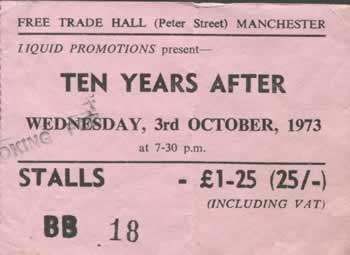 FREE TRADE HALL (Peter Street) MANCHESTER
LIQUID PROMOTIONS present—
TEN YEARS AFTER
WEDNESDAY, 3rd OCTOBER, 1973
at 7-30 p.m.
STALLS - £1-25 (25/-)
(INCLUDING VAT)
BB 18